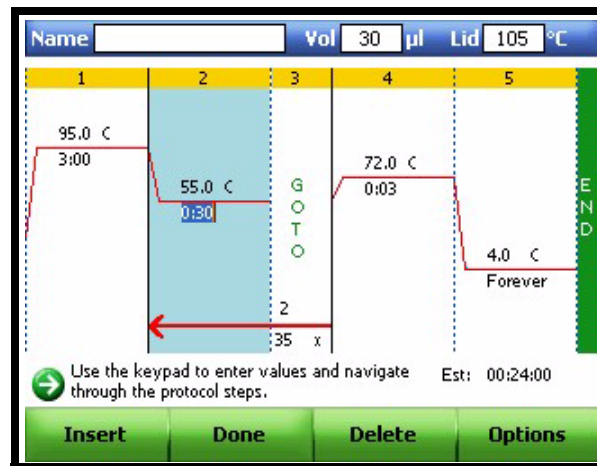 Name Vol 30 µl Lid 105 °C
1 2 3 4 5
95.0 C
3:00
55.0 C
0:30
GOTO
2
35 x
72.0 C
0:03
4.0 C
Forever
END
Use the keypad to enter values and navigate
through the protocol steps.
Est: 00:24:00
Insert Done Delete Options